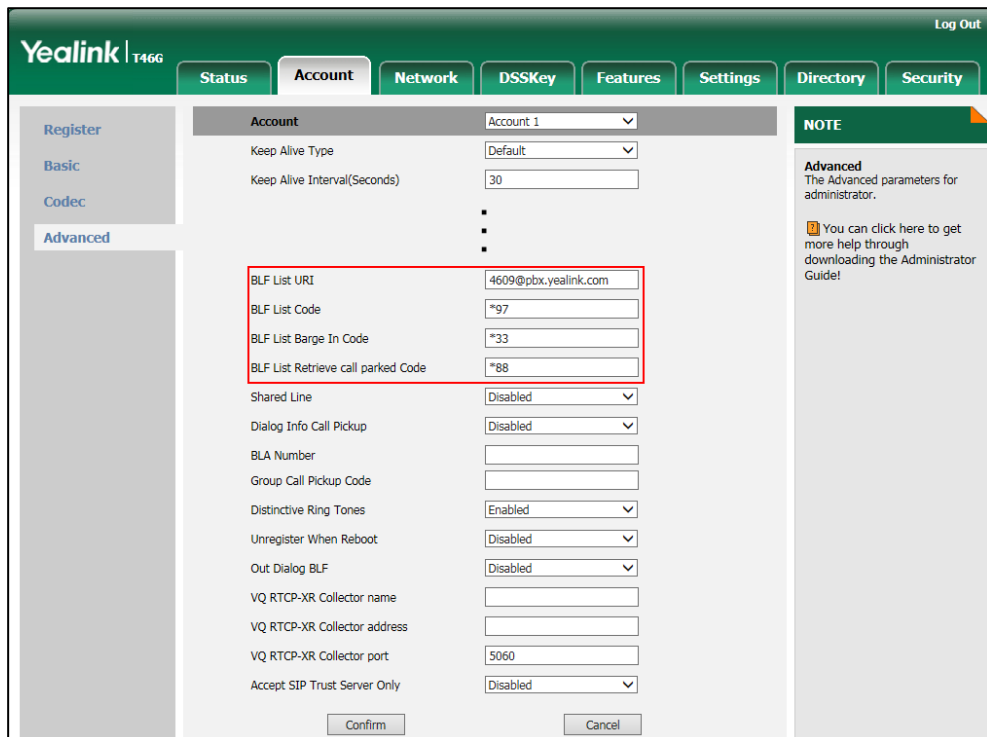 Log Out
Yealink T46G
Status Account Network DSSKey Features Settings Directory Security
Register
Basic
Codec
Advanced
Account Account 1
Keep Alive Type Default
Keep Alive Interval(Seconds) 30
BLF List URI 4609@pbx.yealink.com
BLF List Code *97
BLF List Barge In Code *33
BLF List Retrieve call parked Code *88
Shared Line Disabled
Dialog Info Call Pickup Disabled
BLA Number
Group Call Pickup Code
Distinctive Ring Tones Enabled
Unregister When Reboot Disabled
Out Dialog BLF Disabled
VQ RTCP-XR Collector name
VQ RTCP-XR Collector address
VQ RTCP-XR Collector port 5060
Accept SIP Trust Server Only Disabled
Confirm Cancel
NOTE
Advanced
The Advanced parameters for
administrator.
You can click here to get
more help through
downloading the Administrator
Guide!